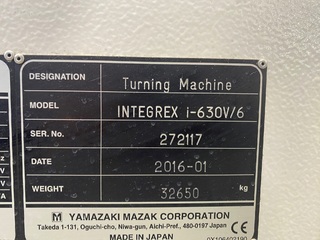 DESIGNATION Turning Machine
MODEL INTEGREX i-630V/6
SER. No. 272117
DATE 2016-01
WEIGHT 32650 kg
YAMAZAKI MAZAK CORPORATION
Takeda 1-131, Oguchi-cho, Niwa-gun, Aichi-Pref., 480-0197 Japan
MADE IN JAPAN